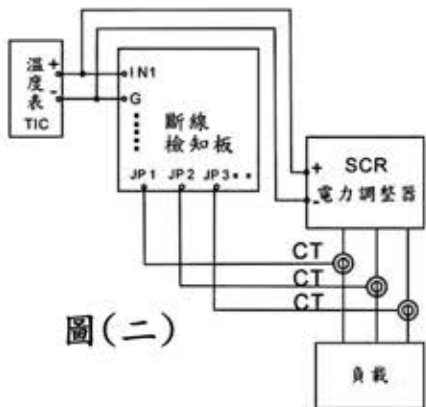 溫度表
TIC
+
-
IN1
G
斷線
檢知板
JP1 JP2 JP3
+
-
SCR
電力調整器
CT
CT
CT
圖(二)
負載